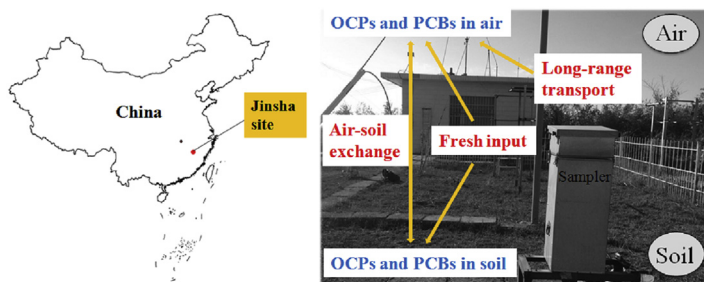 China
Jinsha
site
OCPs and PCBs in air
Air
Long-range
transport
Air-soil
exchange
Fresh input
Sampler
OCPs and PCBs in soil
Soil